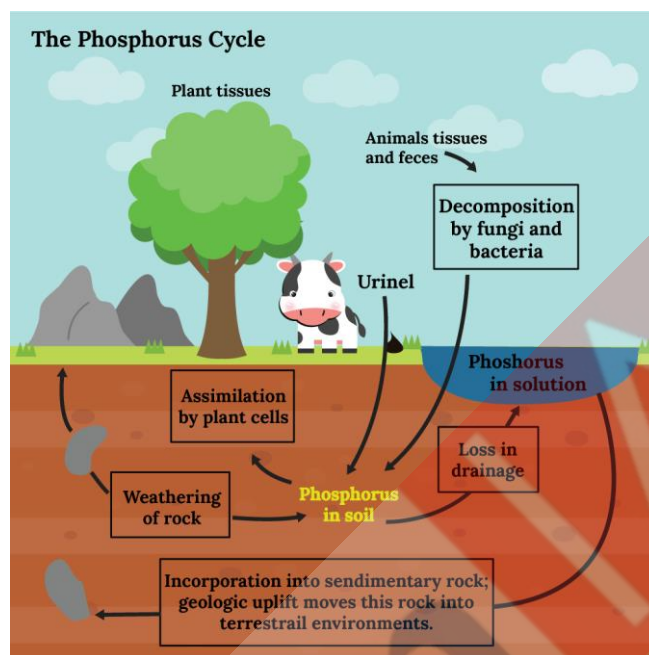 The Phosphorus Cycle
Plant tissues
Animals tissues
and feces
Decomposition
by fungi and
bacteria
Urinel
Phoshorus
in solution
Assimilation
by plant cells
Loss in
drainage
Weathering
of rock
Phosphorus
in soil
Incorporation into sendimentary rock;
geologic uplift moves this rock into
terrestrail environments.